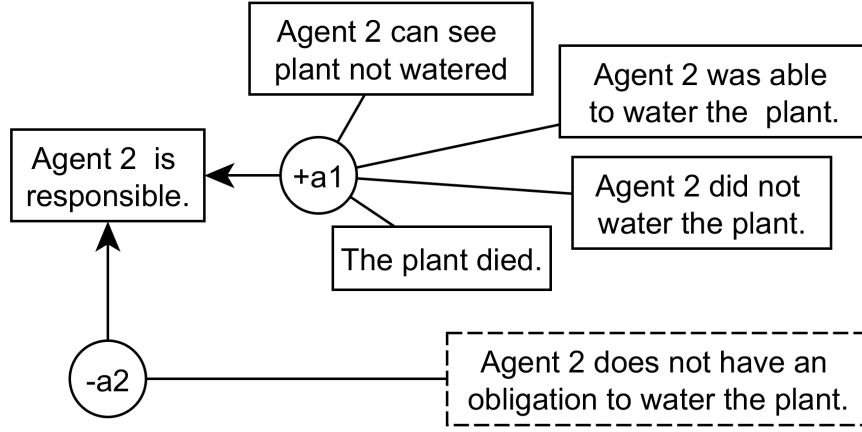 Agent 2 can see
plant not watered
Agent 2 was able
to water the plant.
Agent 2 is
responsible.
+a1
Agent 2 did not
water the plant.
The plant died.
-a2
Agent 2 does not have an
obligation to water the plant.